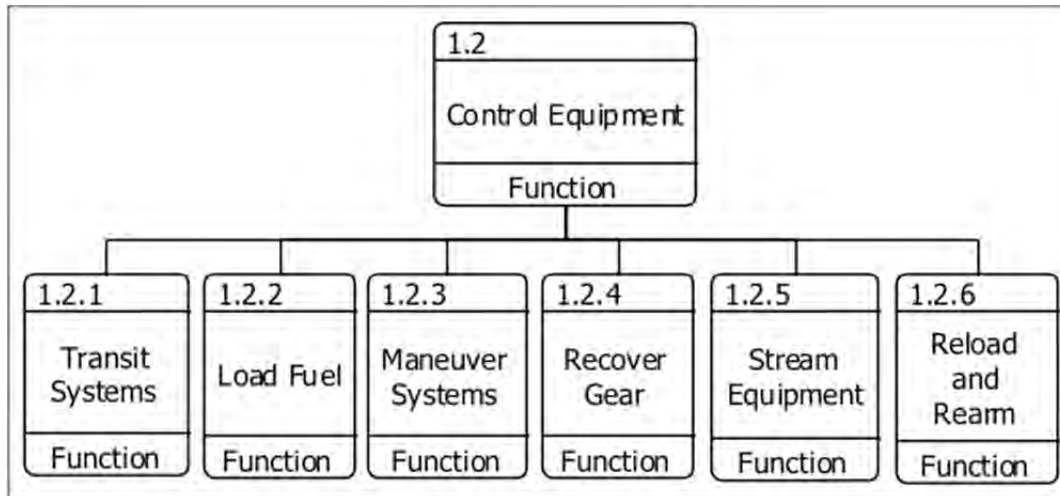 1.2
Control Equipment
Function
1.2.1
Transit
Systems
Function
1.2.2
Load Fuel
Function
1.2.3
Maneuver
Systems
Function
1.2.4
Recover
Gear
Function
1.2.5
Stream
Equipment
Function
1.2.6
Reload
and
Rearm
Function